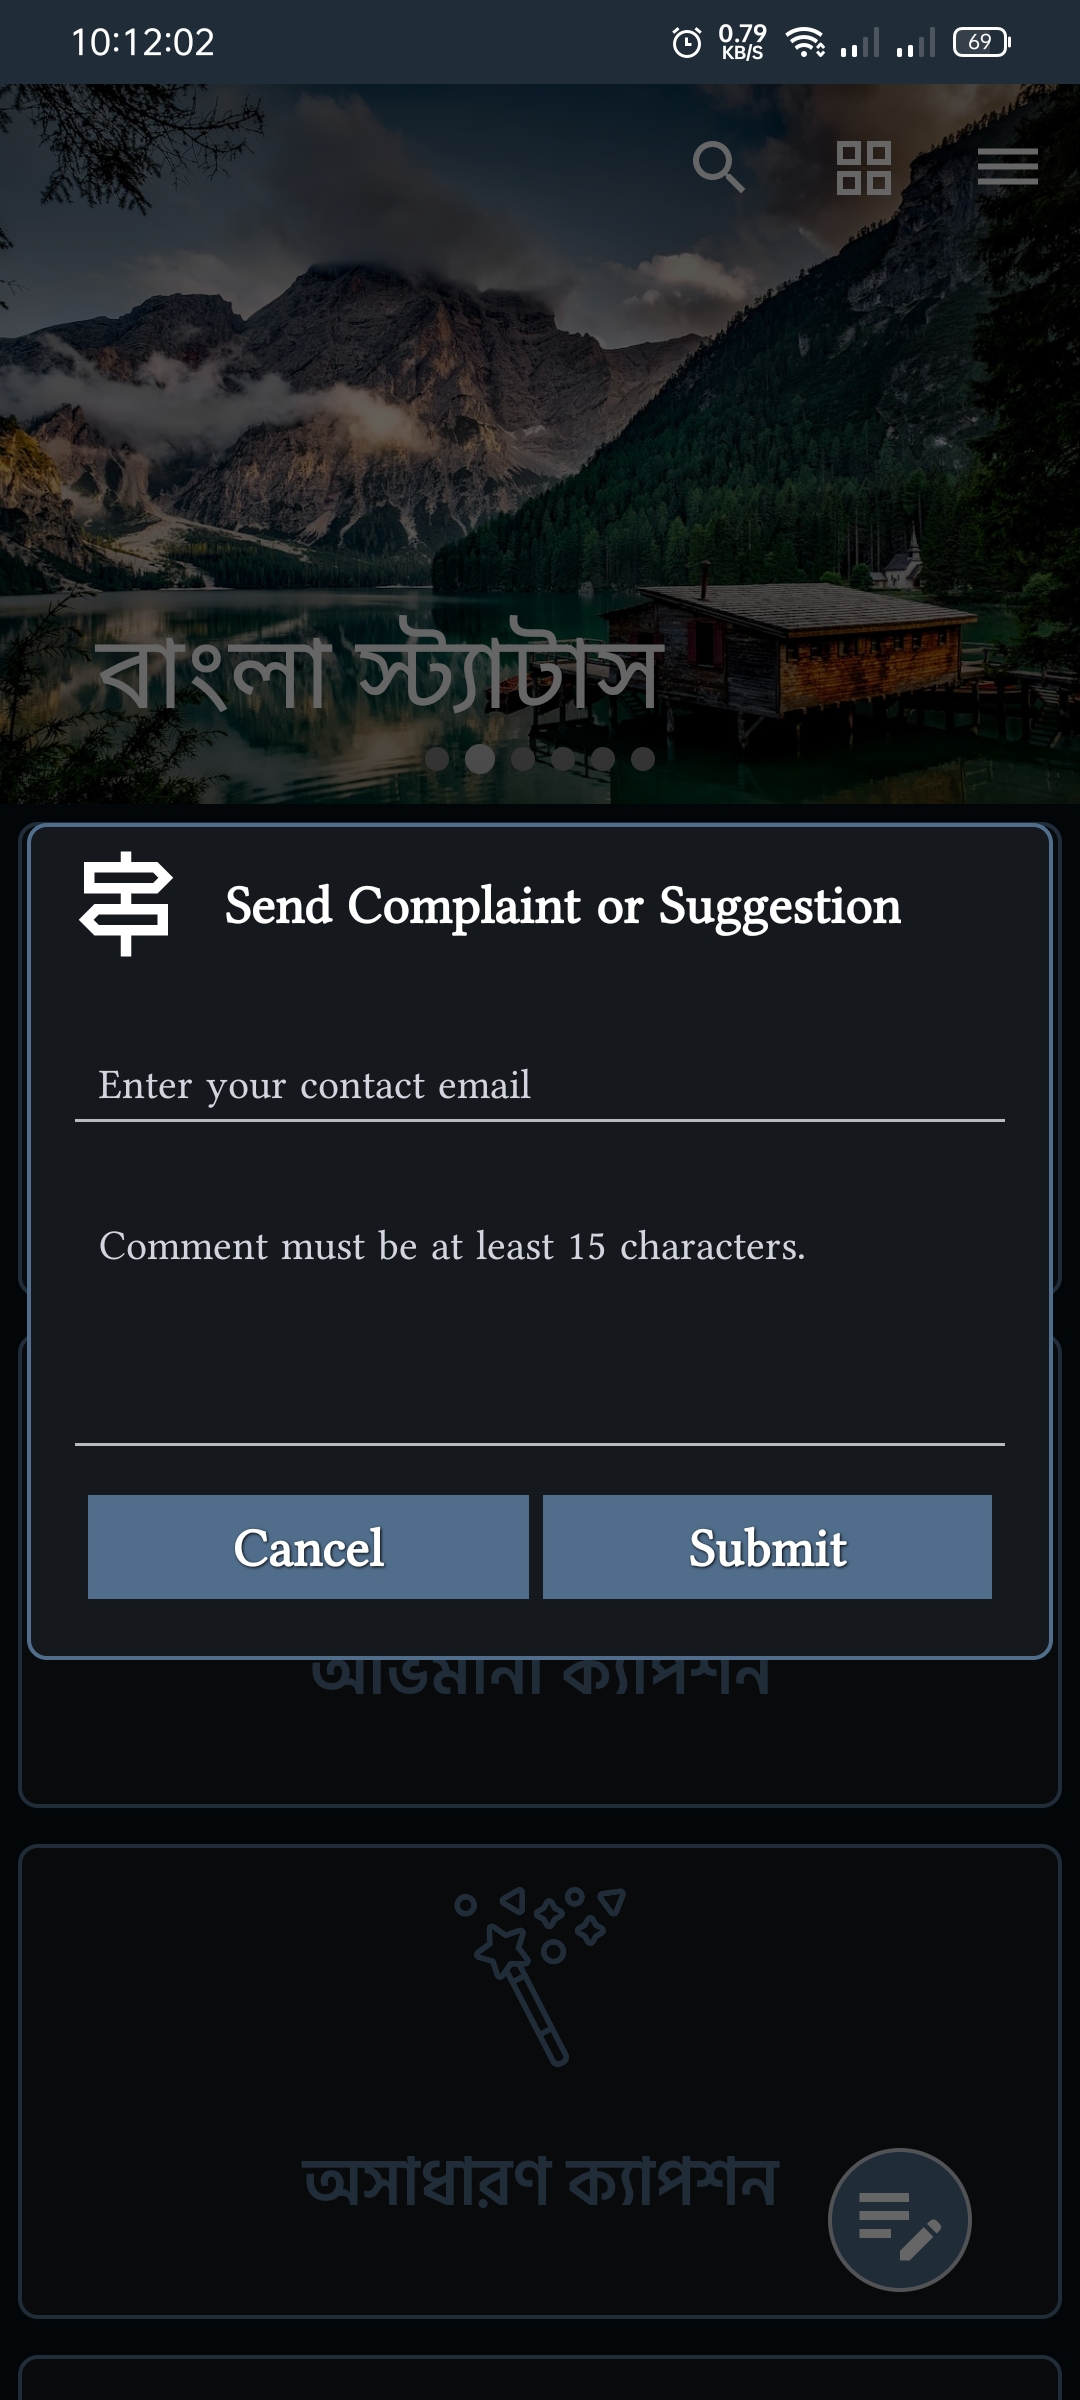 10:12:02
0.79
KB/S
69
বাংলা স্ট্যাটাস
Send Complaint or Suggestion
Enter your contact email
Comment must be at least 15 characters.
Cancel
Submit
অভিমানী ক্যাপশন
অসাধারণ ক্যাপশন